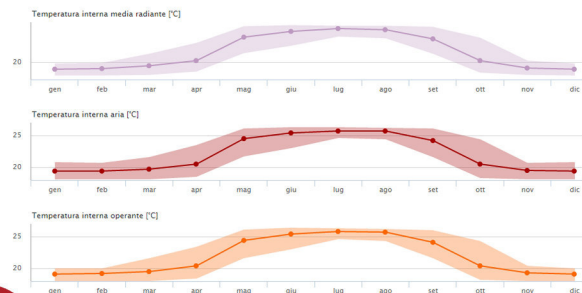 Temperatura interna media radiante [°C]
20
gen feb mar apr mag giu lug ago set ott nov dic
Temperatura interna aria [°C]
25
20
gen feb mar apr mag giu lug ago set ott nov dic
Temperatura interna operante [°C]
25
20
gen feb mar apr mag giu lug ago set ott nov dic